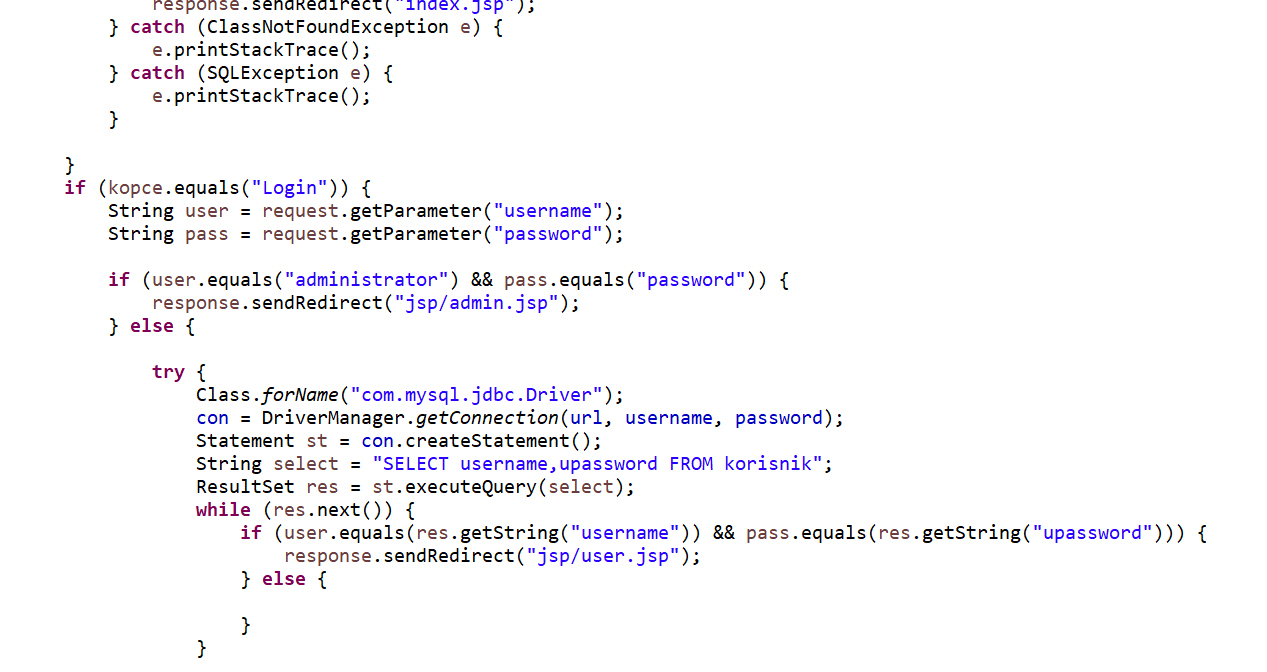 response.sendRedirect("index.jsp");
} catch (ClassNotFoundException e) {
e.printStackTrace();
} catch (SQLException e) {
e.printStackTrace();
}
}
if (kopce.equals("Login")) {
String user = request.getParameter("username");
String pass = request.getParameter("password");
if (user.equals("administrator") && pass.equals("password")) {
response.sendRedirect("jsp/admin.jsp");
} else {
try {
Class.forName("com.mysql.jdbc.Driver");
con = DriverManager.getConnection(url, username, password);
Statement st = con.createStatement();
String select = "SELECT username,upassword FROM korisnik";
ResultSet res = st.executeQuery(select);
while (res.next()) {
if (user.equals(res.getString("username")) && pass.equals(res.getString("upassword"))) {
response.sendRedirect("jsp/user.jsp");
} else {
}
}